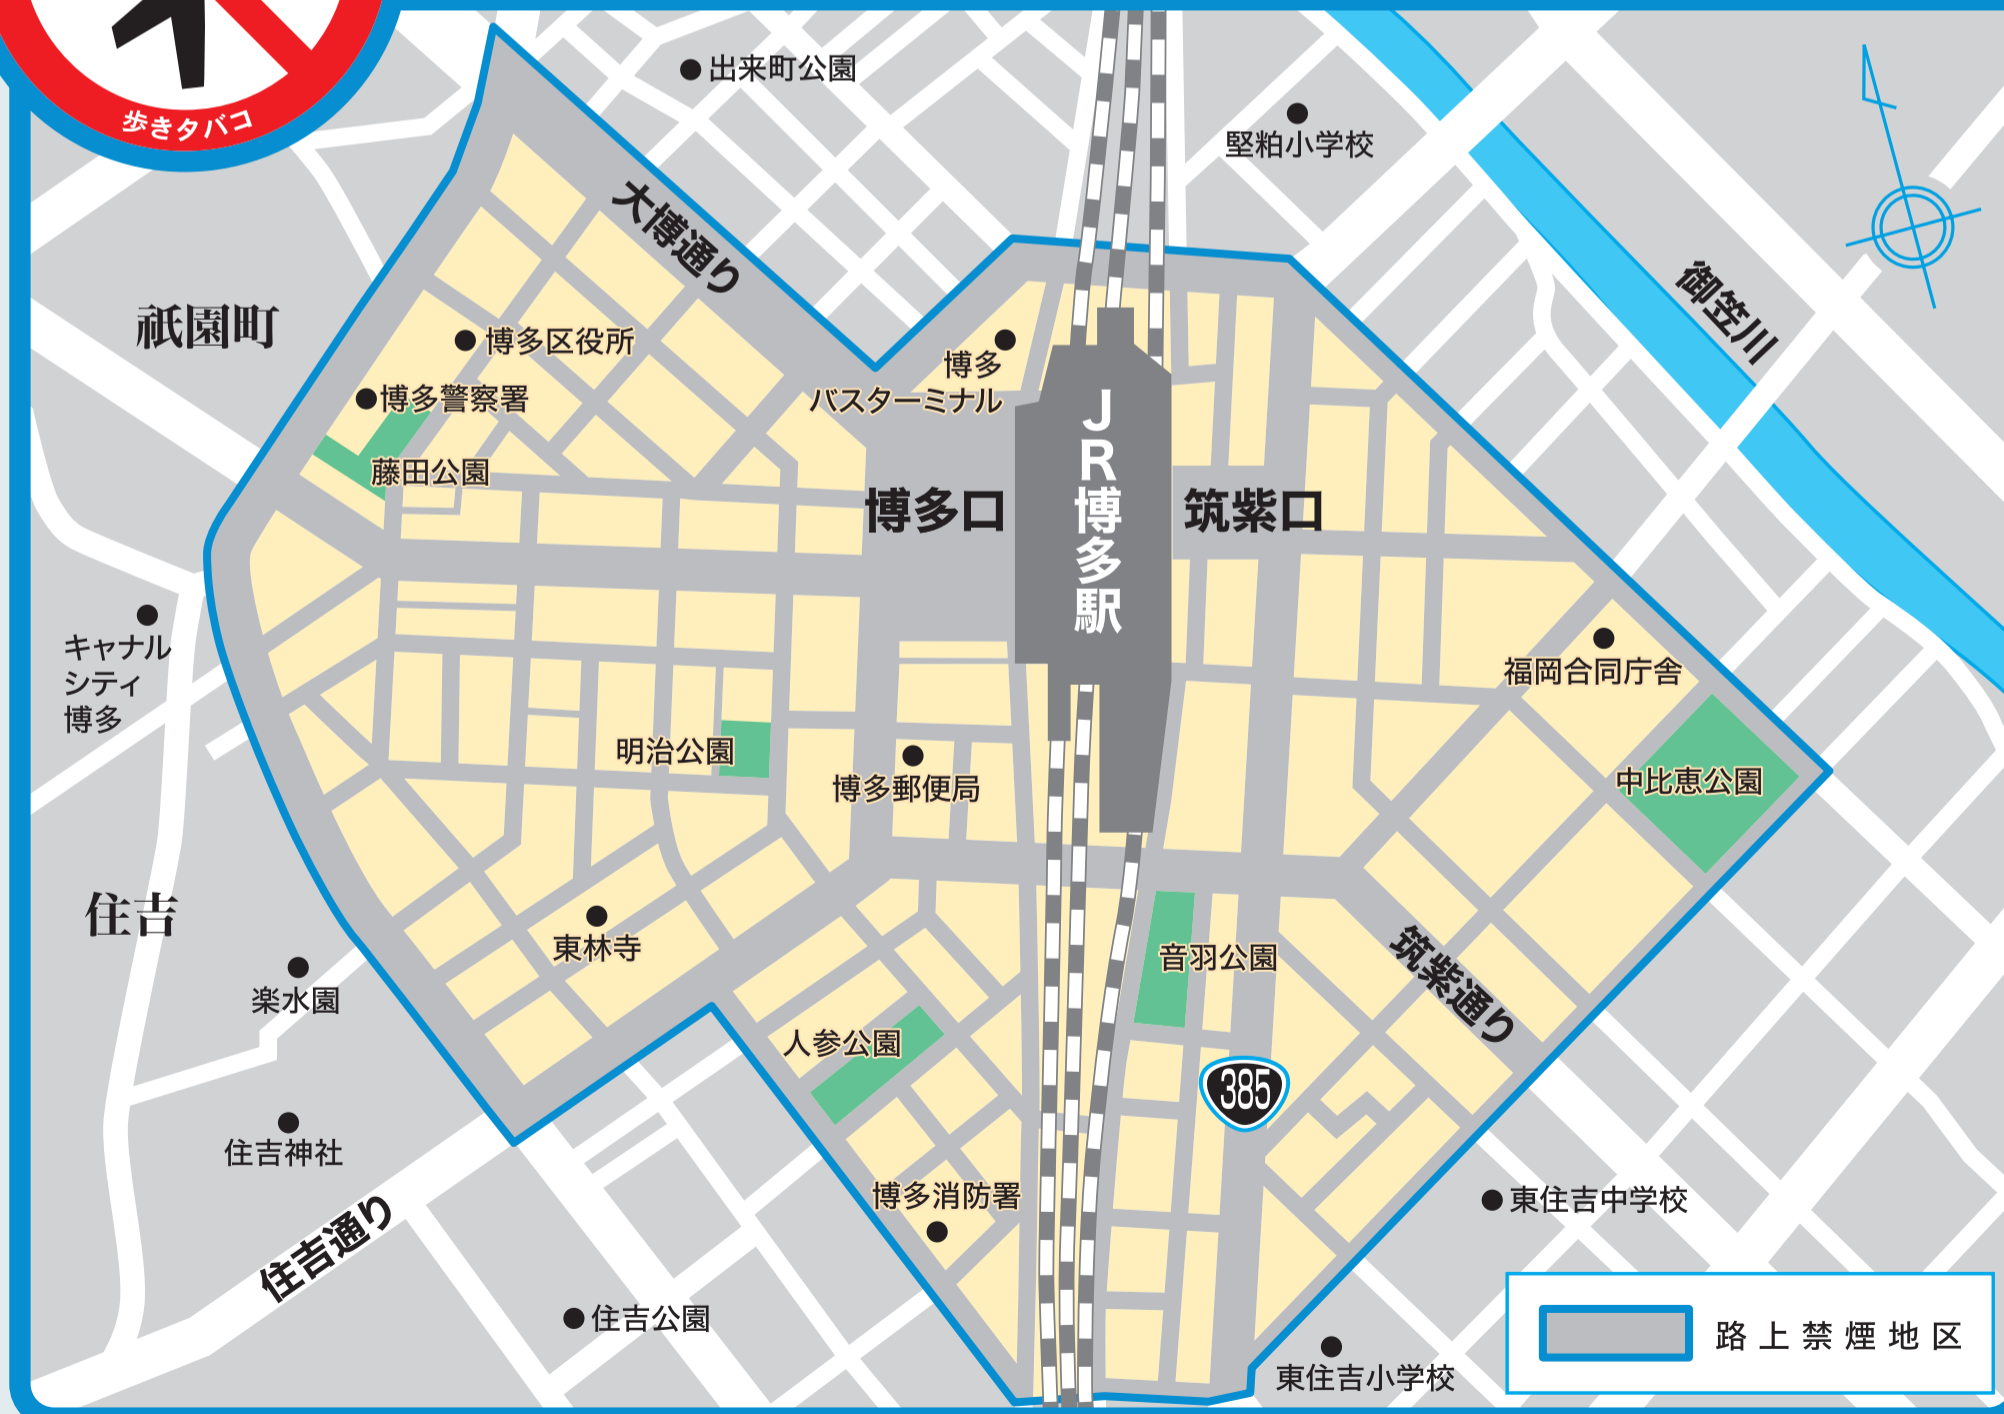 歩きタバコ
出来町公園
堅粕小学校
大博通り
御笠川
祇園町
博多区役所
博多
バスターミナル
博多警察署
藤田公園
JR博多駅
博多口
筑紫口
キャナル
シティ
博多
福岡合同庁舎
明治公園
博多郵便局
中比恵公園
住吉
東林寺
音羽公園
筑紫通り
楽水園
人参公園
385
住吉神社
博多消防署
東住吉中学校
住吉通り
住吉公園
東住吉小学校
路上禁煙地区